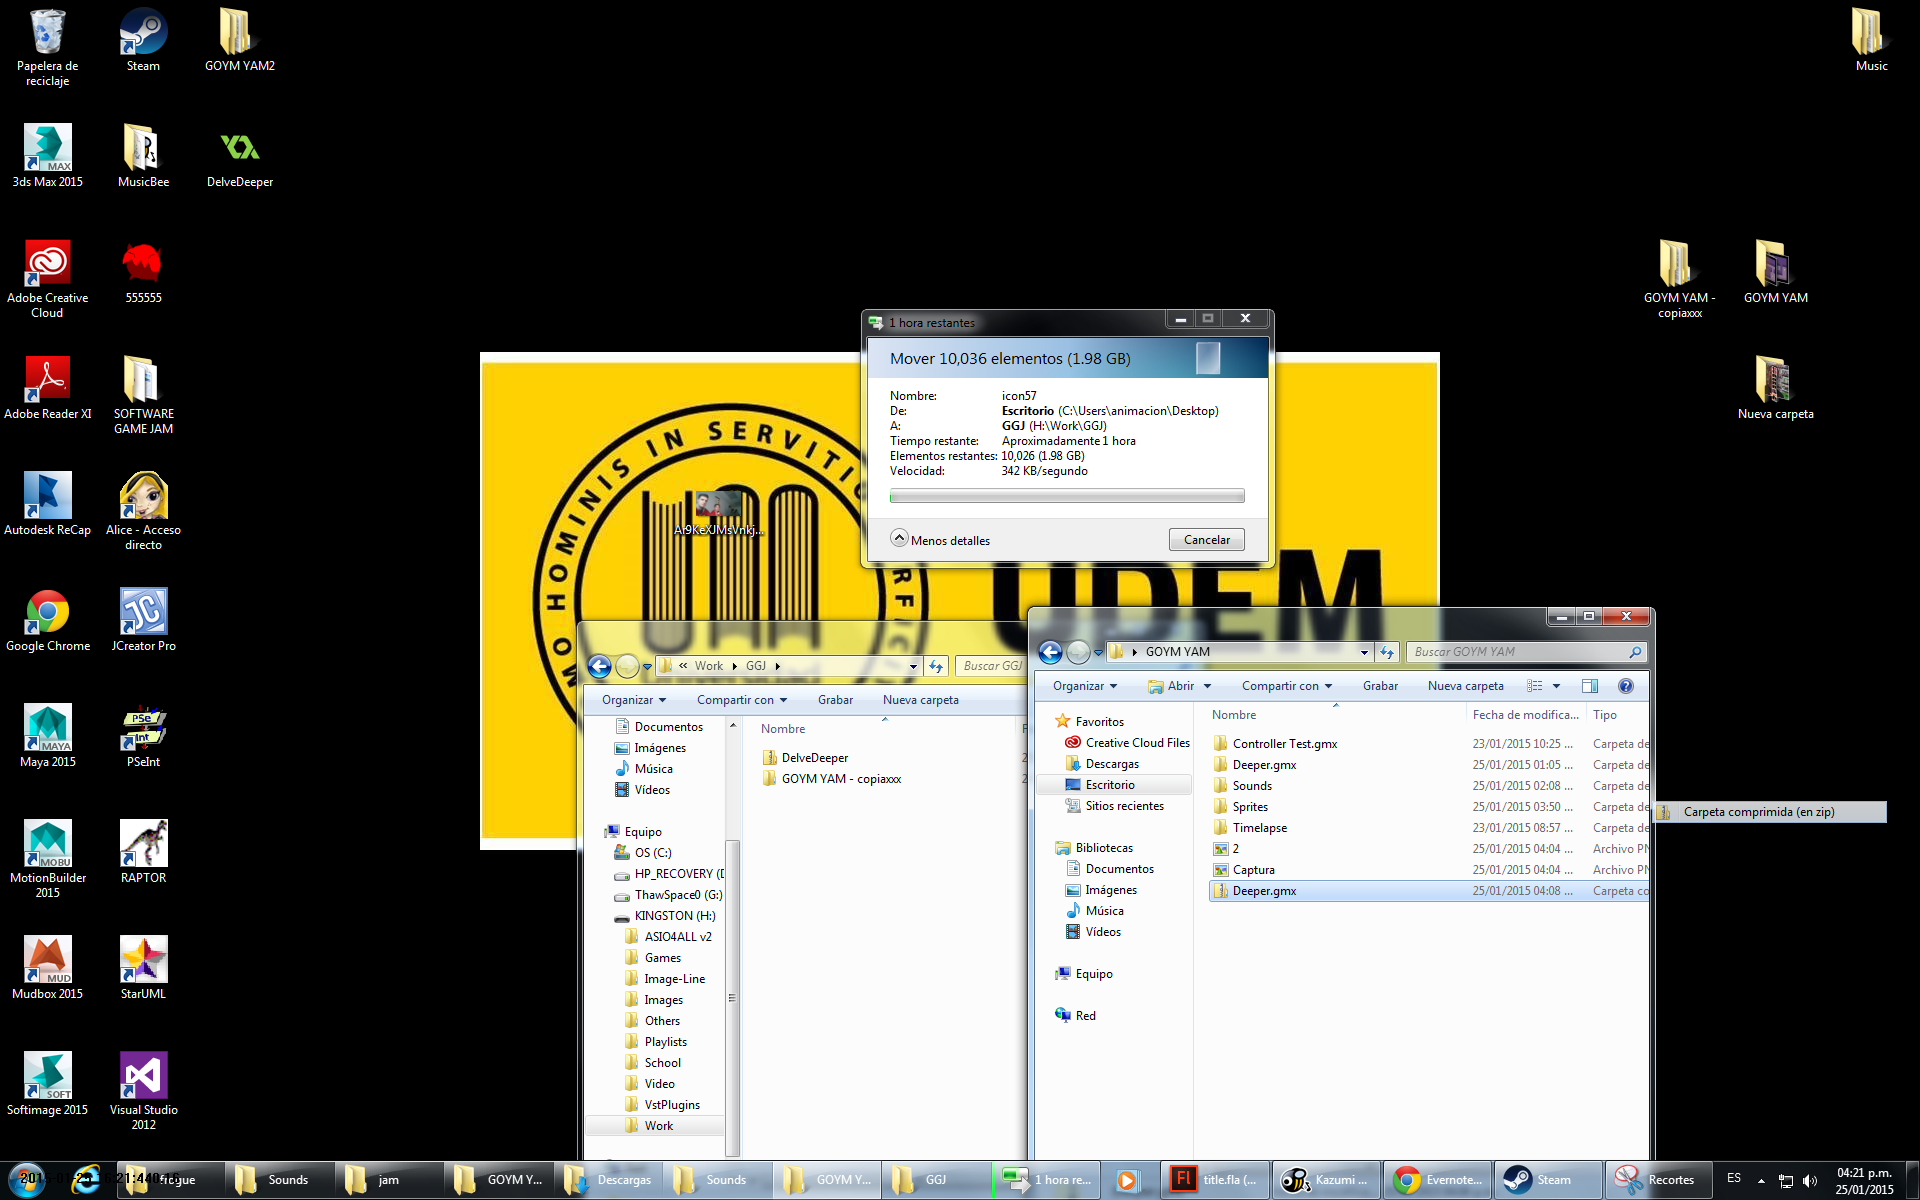 Papelera de
reciclaje
Steam
GOYM YAM2
Music
3ds Max 2015
MusicBee
DelveDeeper
Adobe Creative
Cloud
555555
GOYM YAM -
copiaxxx
GOYM YAM
Adobe Reader XI
SOFTWARE
GAME JAM
Nueva carpeta
Autodesk ReCap
Alice - Acceso
directo
Google Chrome
JCreator Pro
Maya 2015
PSeInt
MotionBuilder
2015
RAPTOR
Mudbox 2015
StarUML
Softimage 2015
Visual Studio
2012
HOMINIS IN SERVITIO
UDEM
Ar9KeXJMsVnkj...
1 hora restantes
Mover 10,036 elementos (1.98 GB)
Nombre: icon57
De: Escritorio (C:\Users\animacion\Desktop)
A: GGJ (H:\Work\GGJ)
Tiempo restante: Aproximadamente 1 hora
Elementos restantes: 10,026 (1.98 GB)
Velocidad: 342 KB/segundo
Menos detalles
Cancelar
« Work GGJ
Buscar GGJ
Organizar Compartir con Grabar Nueva carpeta
Documentos
Imágenes
Música
Vídeos
Equipo
OS (C:)
HP_RECOVERY (D
ThawSpace0 (G:)
KINGSTON (H:)
ASIO4ALL v2
Games
Image-Line
Images
Others
Playlists
School
Video
VstPlugins
Work
Nombre
DelveDeeper
GOYM YAM - copiaxxx
GOYM YAM
Buscar GOYM YAM
Organizar Abrir Compartir con Grabar Nueva carpeta
Favoritos
Creative Cloud Files
Descargas
Escritorio
Sitios recientes
Bibliotecas
Documentos
Imágenes
Música
Vídeos
Equipo
Red
Nombre Fecha de modifica... Tipo
Controller Test.gmx 23/01/2015 10:25 ... Carpeta de
Deeper.gmx 25/01/2015 01:05 ... Carpeta de
Sounds 25/01/2015 02:08 ... Carpeta de
Sprites 25/01/2015 03:50 ... Carpeta de
Timelapse 23/01/2015 08:57 ... Carpeta de
2 25/01/2015 04:04 ... Archivo PN
Captura 25/01/2015 04:04 ... Archivo PN
Deeper.gmx 25/01/2015 04:08 ... Carpeta co
Carpeta comprimida (en zip)
Sounds
jam
GOYM Y...
Descargas
Sounds
GOYM Y...
GGJ
1 hora re...
title.fla (...
Kazumi ...
Evernote...
Steam
Recortes
ES
04:21 p.m.
25/01/2015